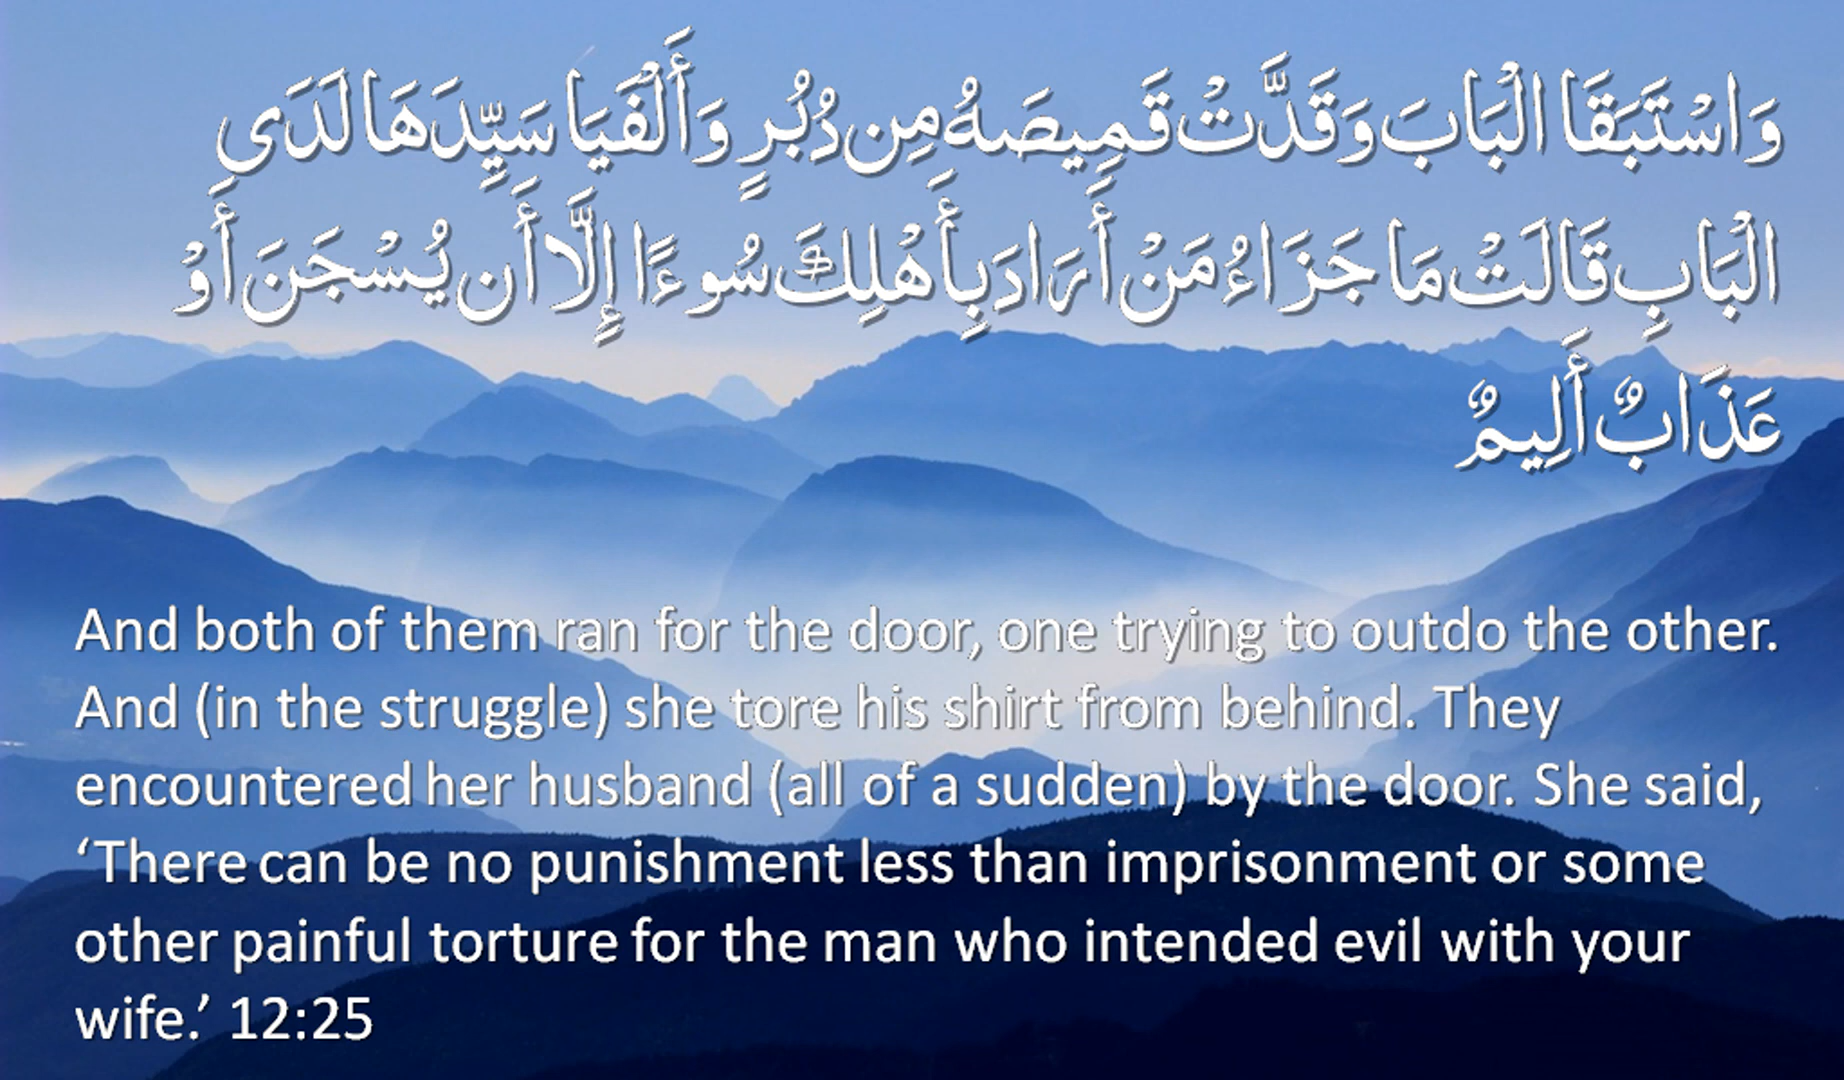 وَاسْتَبَقَا الْبَابَ وَقَدَّتْ قَمِيصَهُ مِن دُبُرٍ وَأَلْفَيَا سَيِّدَهَا لَدَى
الْبَابِ قَالَتْ مَا جَزَاءُ مَنْ أَرَادَ بِأَهْلِكَ سُوءًا إِلَّا أَن يُسْجَنَ أَوْ
عَذَابٌ أَلِيمٌ
And both of them ran for the door, one trying to outdo the other.
And (in the struggle) she tore his shirt from behind. They
encountered her husband (all of a sudden) by the door. She said,
‘There can be no punishment less than imprisonment or some
other painful torture for the man who intended evil with your
wife.’ 12:25